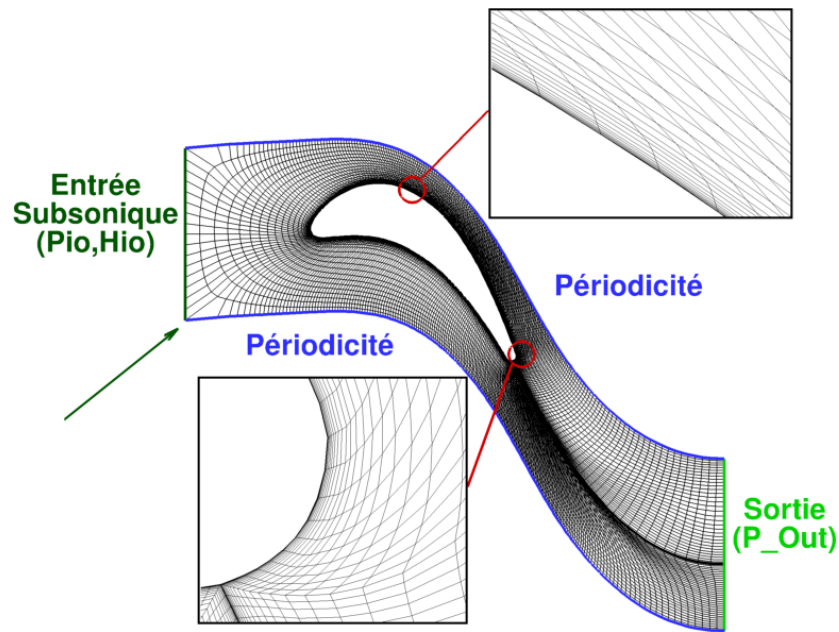 Entrée
Subsonique
(Pio,Hio)
Périodicité
Périodicité
Sortie
(P_Out)